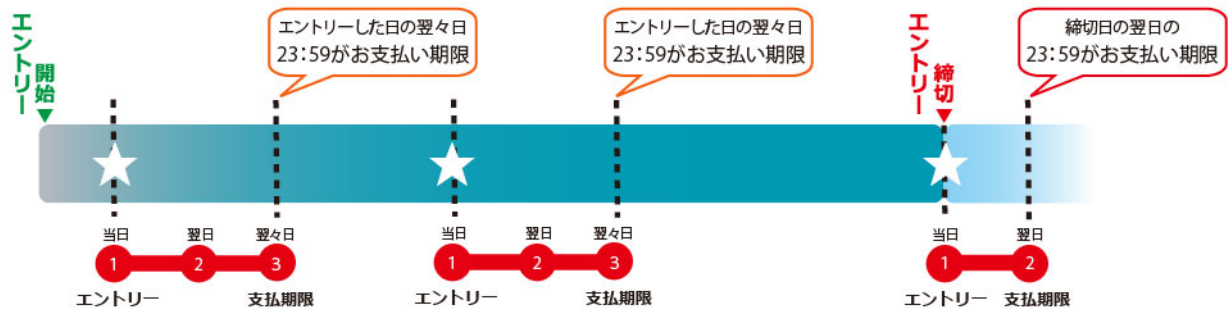 エントリー開始
エントリーした日の翌々日
23:59がお支払い期限
エントリーした日の翌々日
23:59がお支払い期限
エントリー締切
締切日の翌日の
23:59がお支払い期限
当日 翌日 翌々日
1 2 3
エントリー 支払期限
当日 翌日 翌々日
1 2 3
エントリー 支払期限
当日 翌日
1 2
エントリー 支払期限